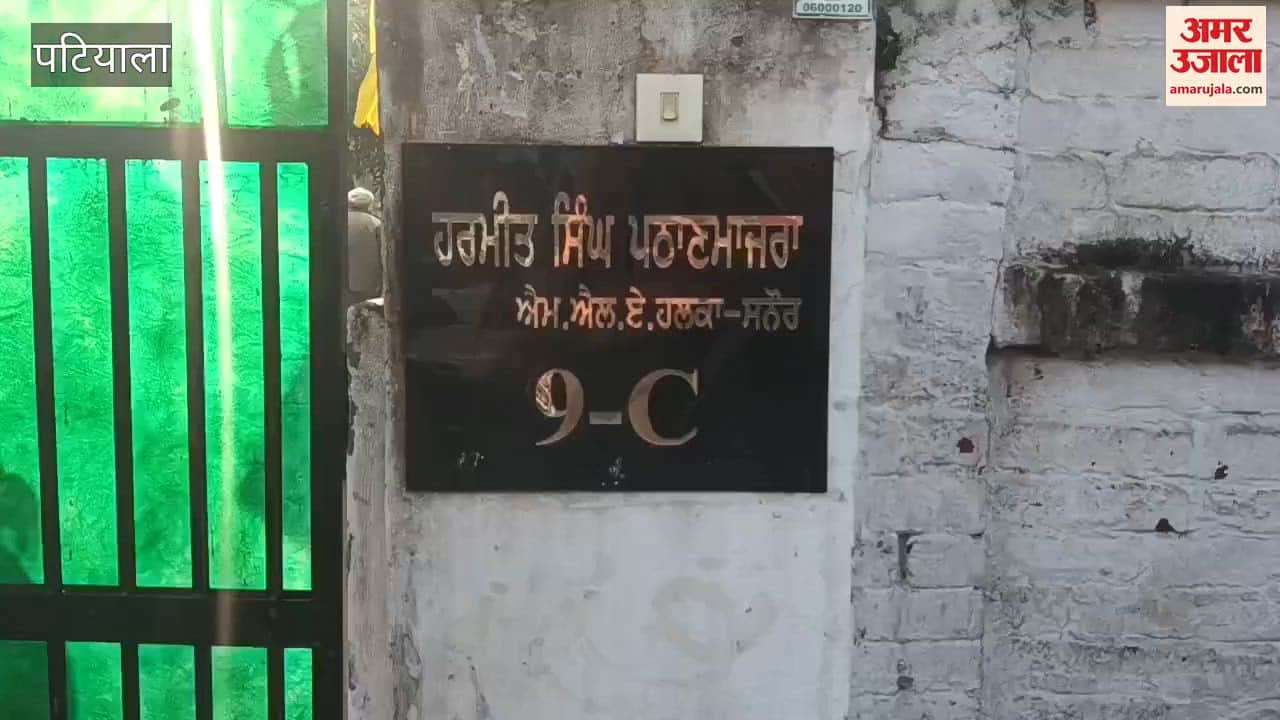 पटियाला
06000120
अमर
उजाला
amarujala.com
ਹਰਮੀਤ ਸਿੰਘ ਪਠਾਣਮਾਜਰਾ
ਐਮ.ਐਲ.ਏ.ਹਲਕਾ-ਸਨੌਰ
9-C